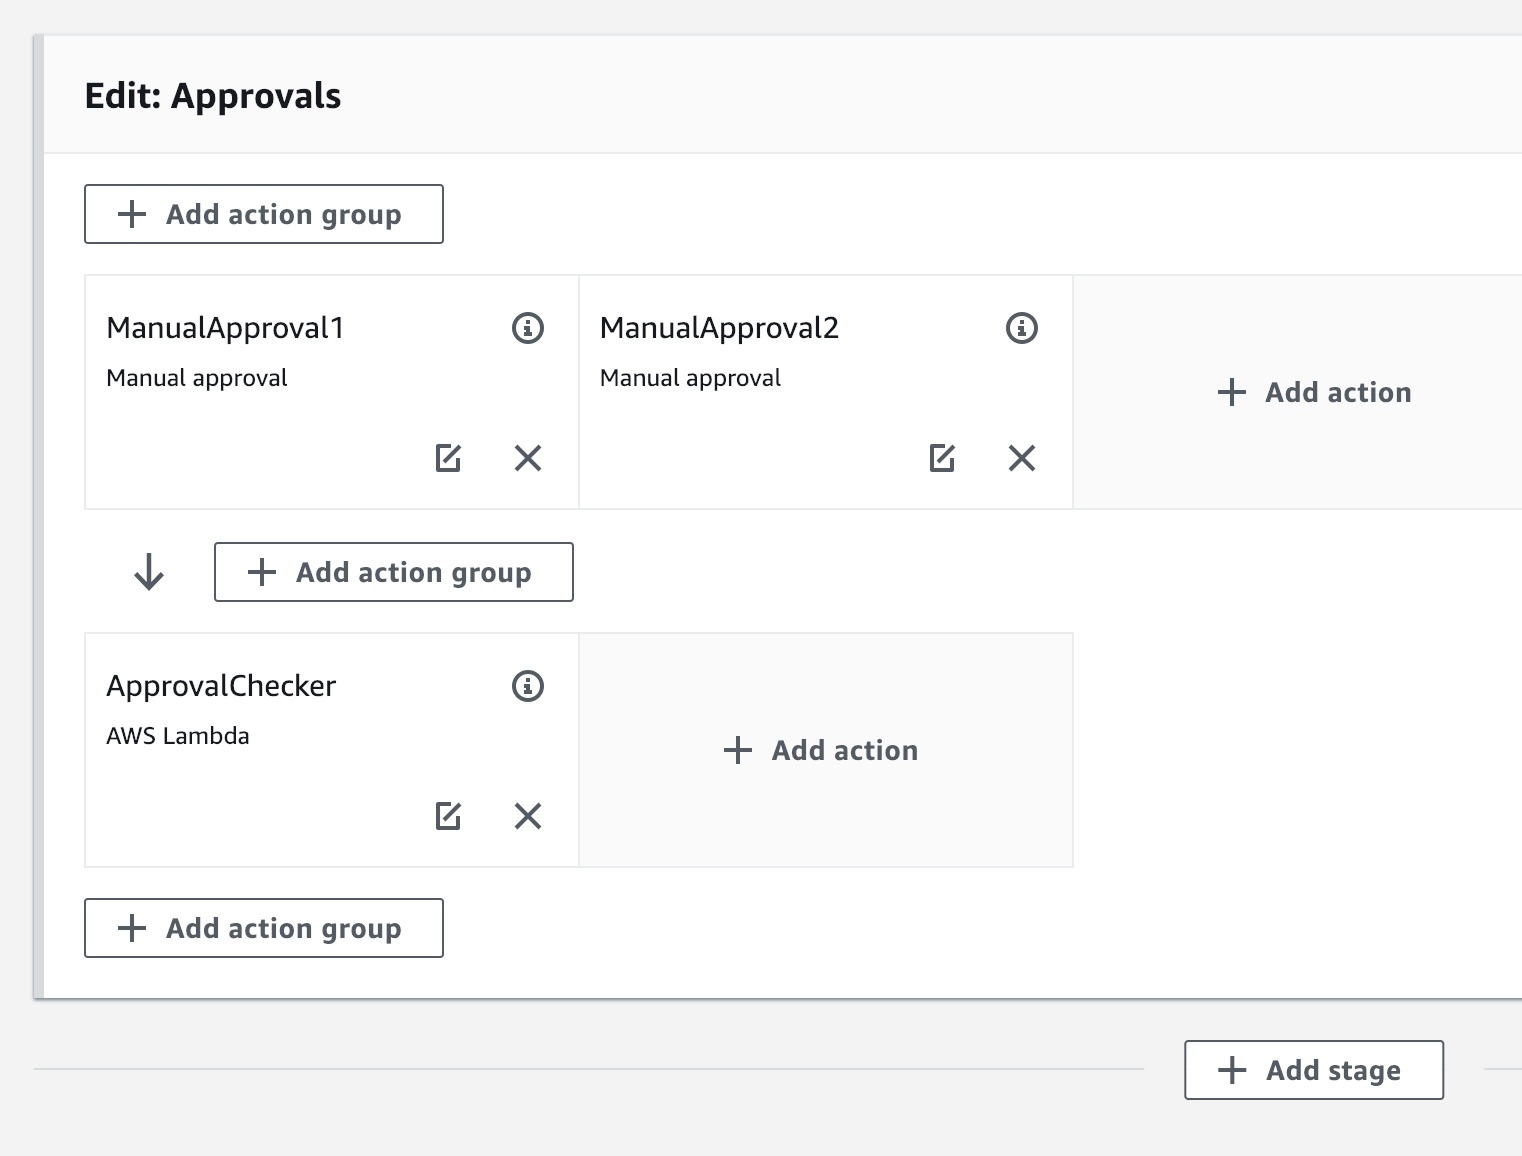 Edit: Approvals
Add action group
ManualApproval1
Manual approval
ManualApproval2
Manual approval
Add action
Add action group
ApprovalChecker
AWS Lambda
Add action
Add action group
Add stage